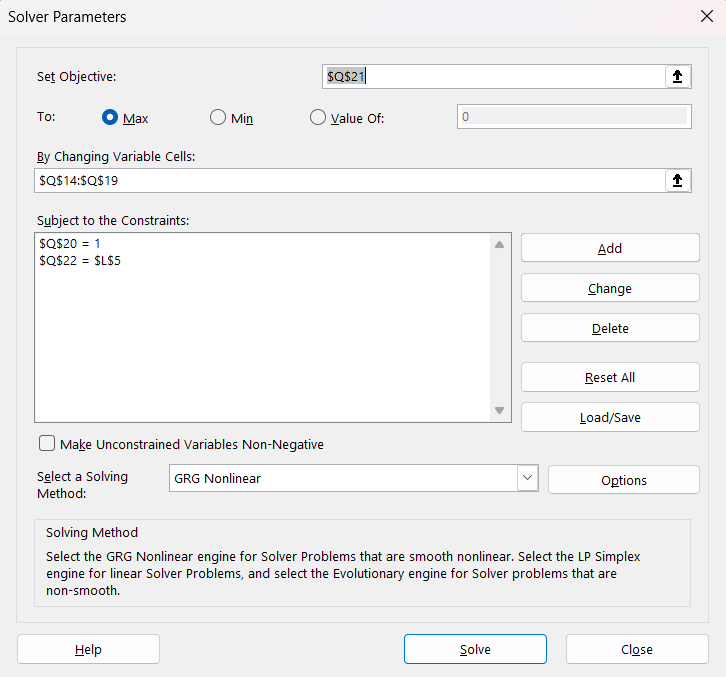 Solver Parameters
Set Objective:
$Q$21
To:
Max
Min
Value Of:
0
By Changing Variable Cells:
$Q$14:$Q$19
Subject to the Constraints:
$Q$20 = 1
$Q$22 = $L$5
Add
Change
Delete
Reset All
Load/Save
Make Unconstrained Variables Non-Negative
Select a Solving
Method:
GRG Nonlinear
Options
Solving Method
Select the GRG Nonlinear engine for Solver Problems that are smooth nonlinear. Select the LP Simplex
engine for linear Solver Problems, and select the Evolutionary engine for Solver problems that are
non-smooth.
Help
Solve
Close